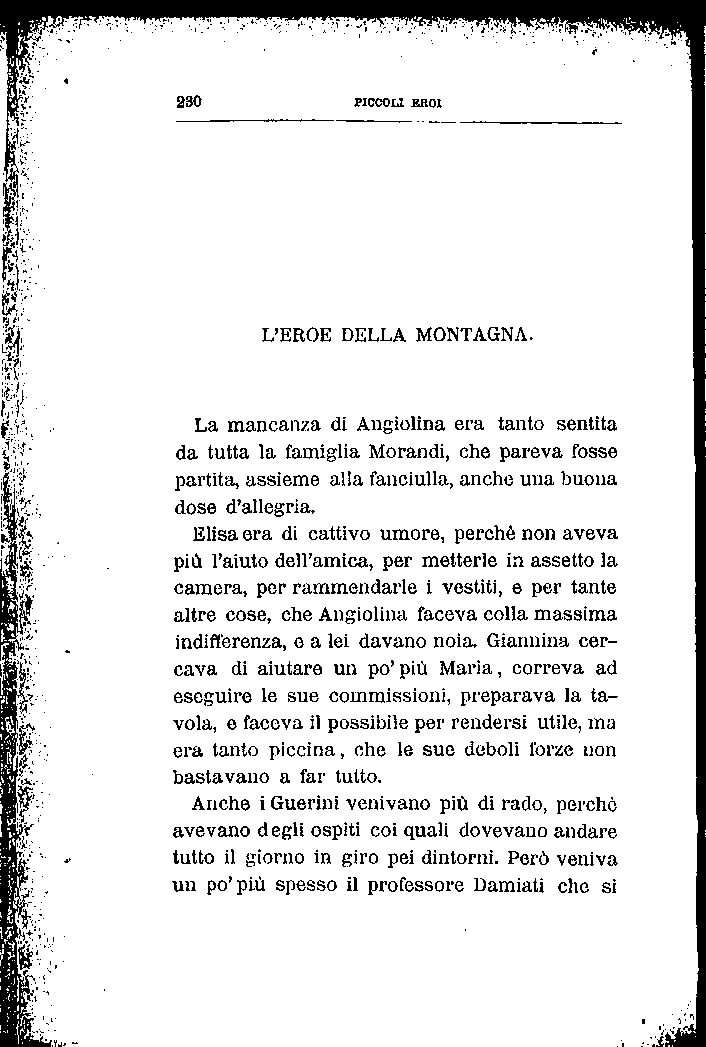 230 PICCOLI EROI
L'EROE DELLA MONTAGNA.
La mancanza di Angiolina era tanto sentita
da tutta la famiglia Morandi, che pareva fosse
partita, assieme alla fanciulla, anche una buona
dose d'allegria.
Elisa era di cattivo umore, perchè non aveva
più l'aiuto dell'amica, per metterle in assetto la
camera, per rammendarle i vestiti, e per tante
altre cose, che Angiolina faceva colla massima
indifferenza, e a lei davano noia. Giannina cer-
cava di aiutare un po' più Maria, correva ad
eseguire le sue commissioni, preparava la ta-
vola, e faceva il possibile per rendersi utile, ma
era tanto piccina, che le sue deboli forze non
bastavano a far tutto.
Anche i Guerini venivano più di rado, perchè
avevano degli ospiti coi quali dovevano andare
tutto il giorno in giro pei dintorni. Però veniva
un po' più spesso il professore Damiati che si